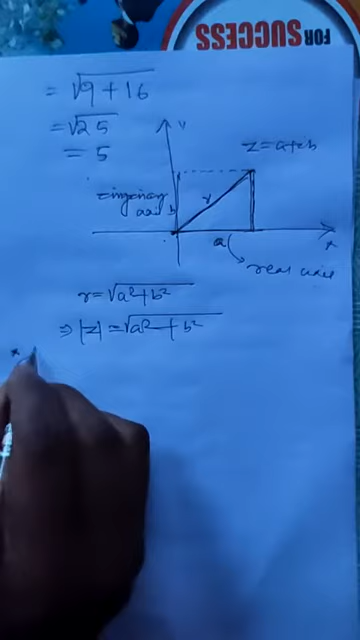 FOR SUCCESS
= √9+16
= √25
= 5
y
z=a+ib
imaginary
axis b
r
a
x
real axis
r=√a²+b²
⇒ |z| = √a²+b²
*